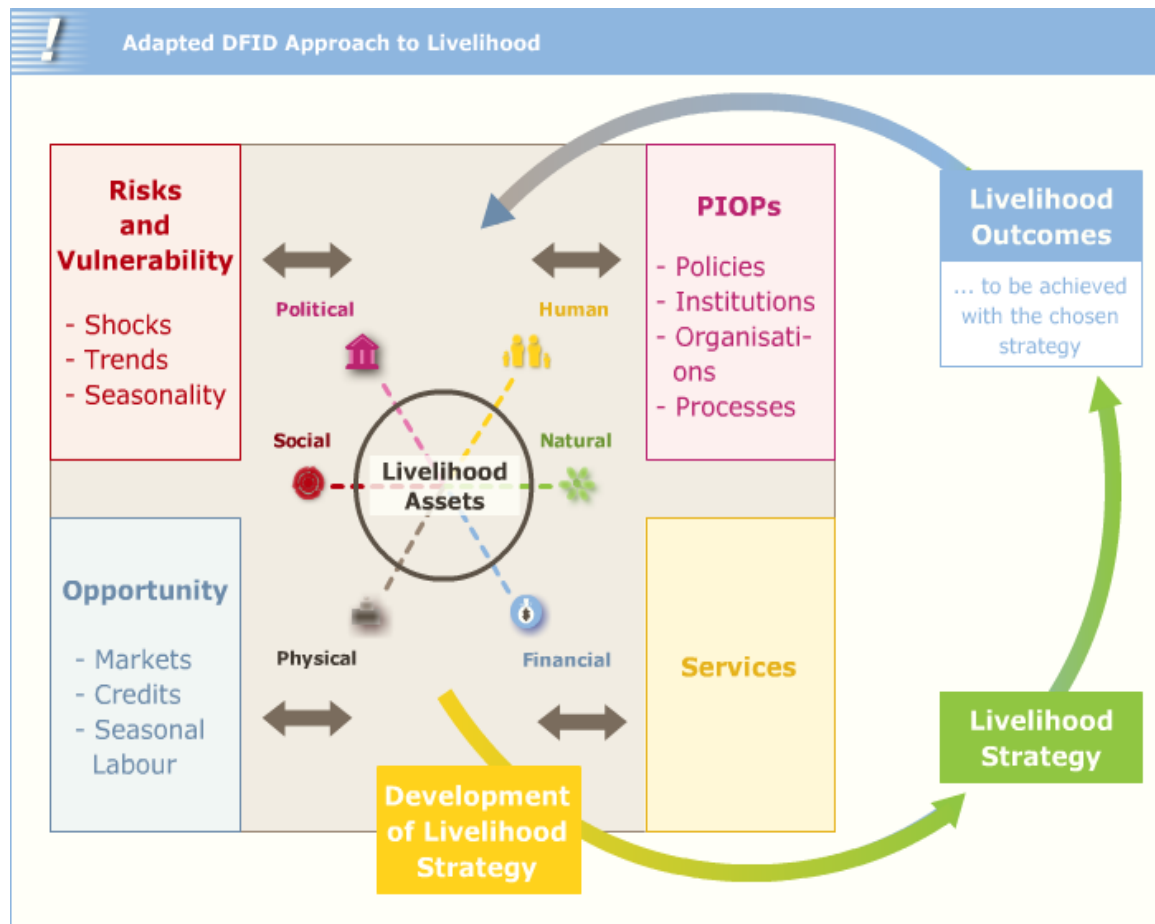 !
Adapted DFID Approach to Livelihood
Risks
and
Vulnerability
- Shocks
- Trends
- Seasonality
PIOPs
- Policies
- Institutions
- Organisati-
ons
- Processes
Livelihood
Outcomes
... to be achieved
with the chosen
strategy
Political
Human
Social
Natural
Livelihood
Assets
Physical
Financial
Opportunity
- Markets
- Credits
- Seasonal
Labour
Services
Development
of Livelihood
Strategy
Livelihood
Strategy